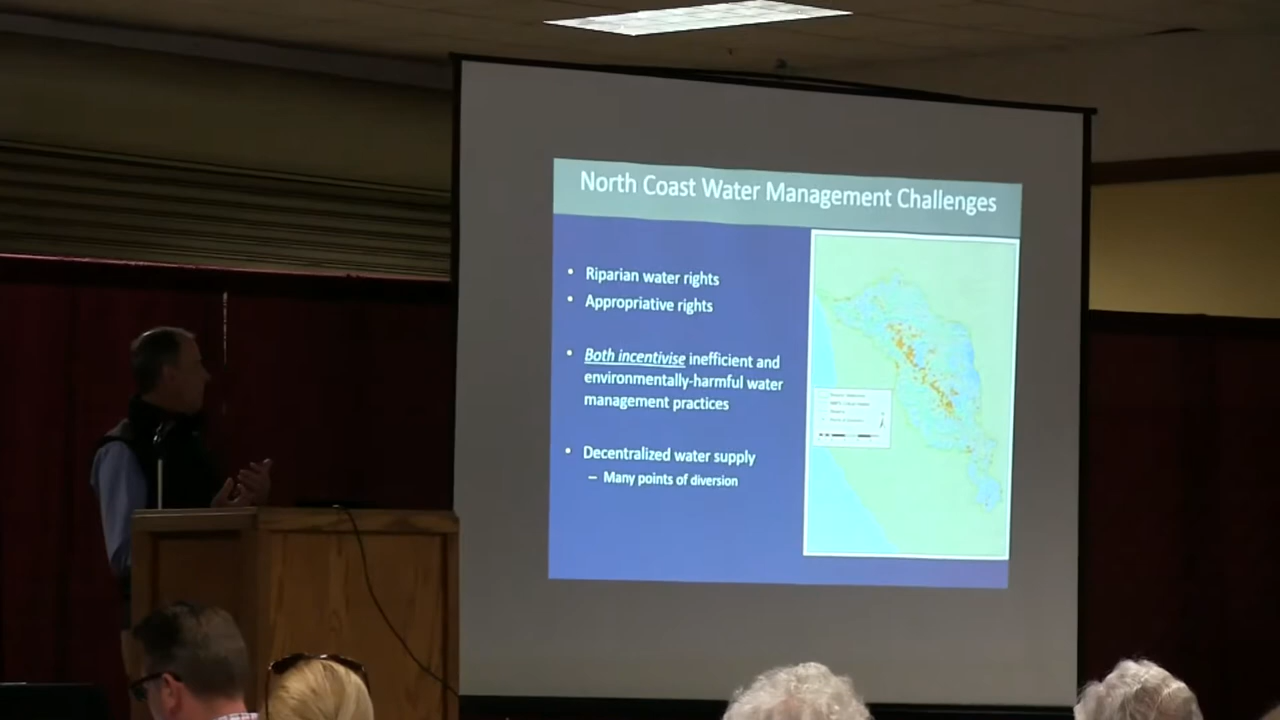 North Coast Water Management Challenges
• Riparian water rights
• Appropriative rights
• Both incentivise inefficient and
environmentally-harmful water
management practices
• Decentralized water supply
– Many points of diversion